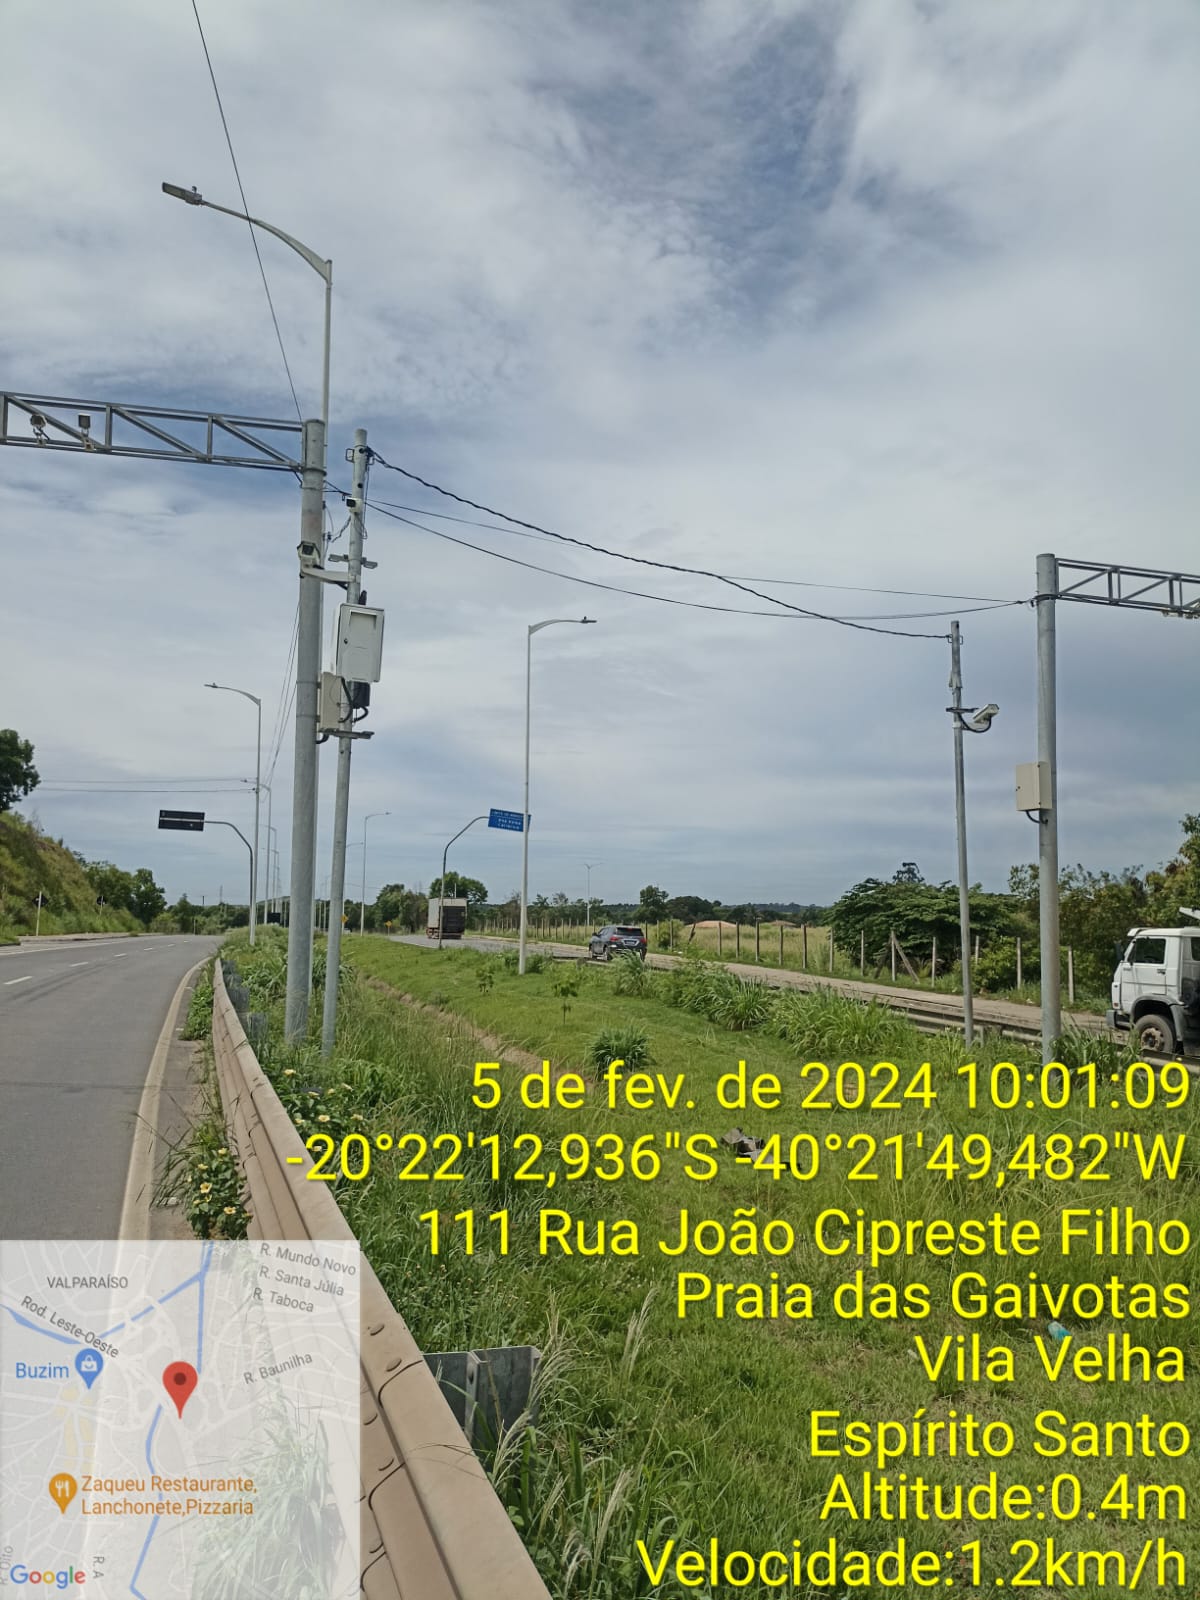 5 de fev. de 2024 10:01:09
-20°22'12,936"S -40°21'49,482"W
111 Rua João Cipreste Filho
Praia das Gaivotas
Vila Velha
Espírito Santo
Altitude:0.4m
Velocidade:1.2km/h
R. Mundo Novo
VALPARAÍSO
R. Santa Júlia
R. Taboca
Rod. Leste-Oeste
Buzim
R. Baunilha
Zaqueu Restaurante,
Lanchonete,Pizzaria
R. A
Google